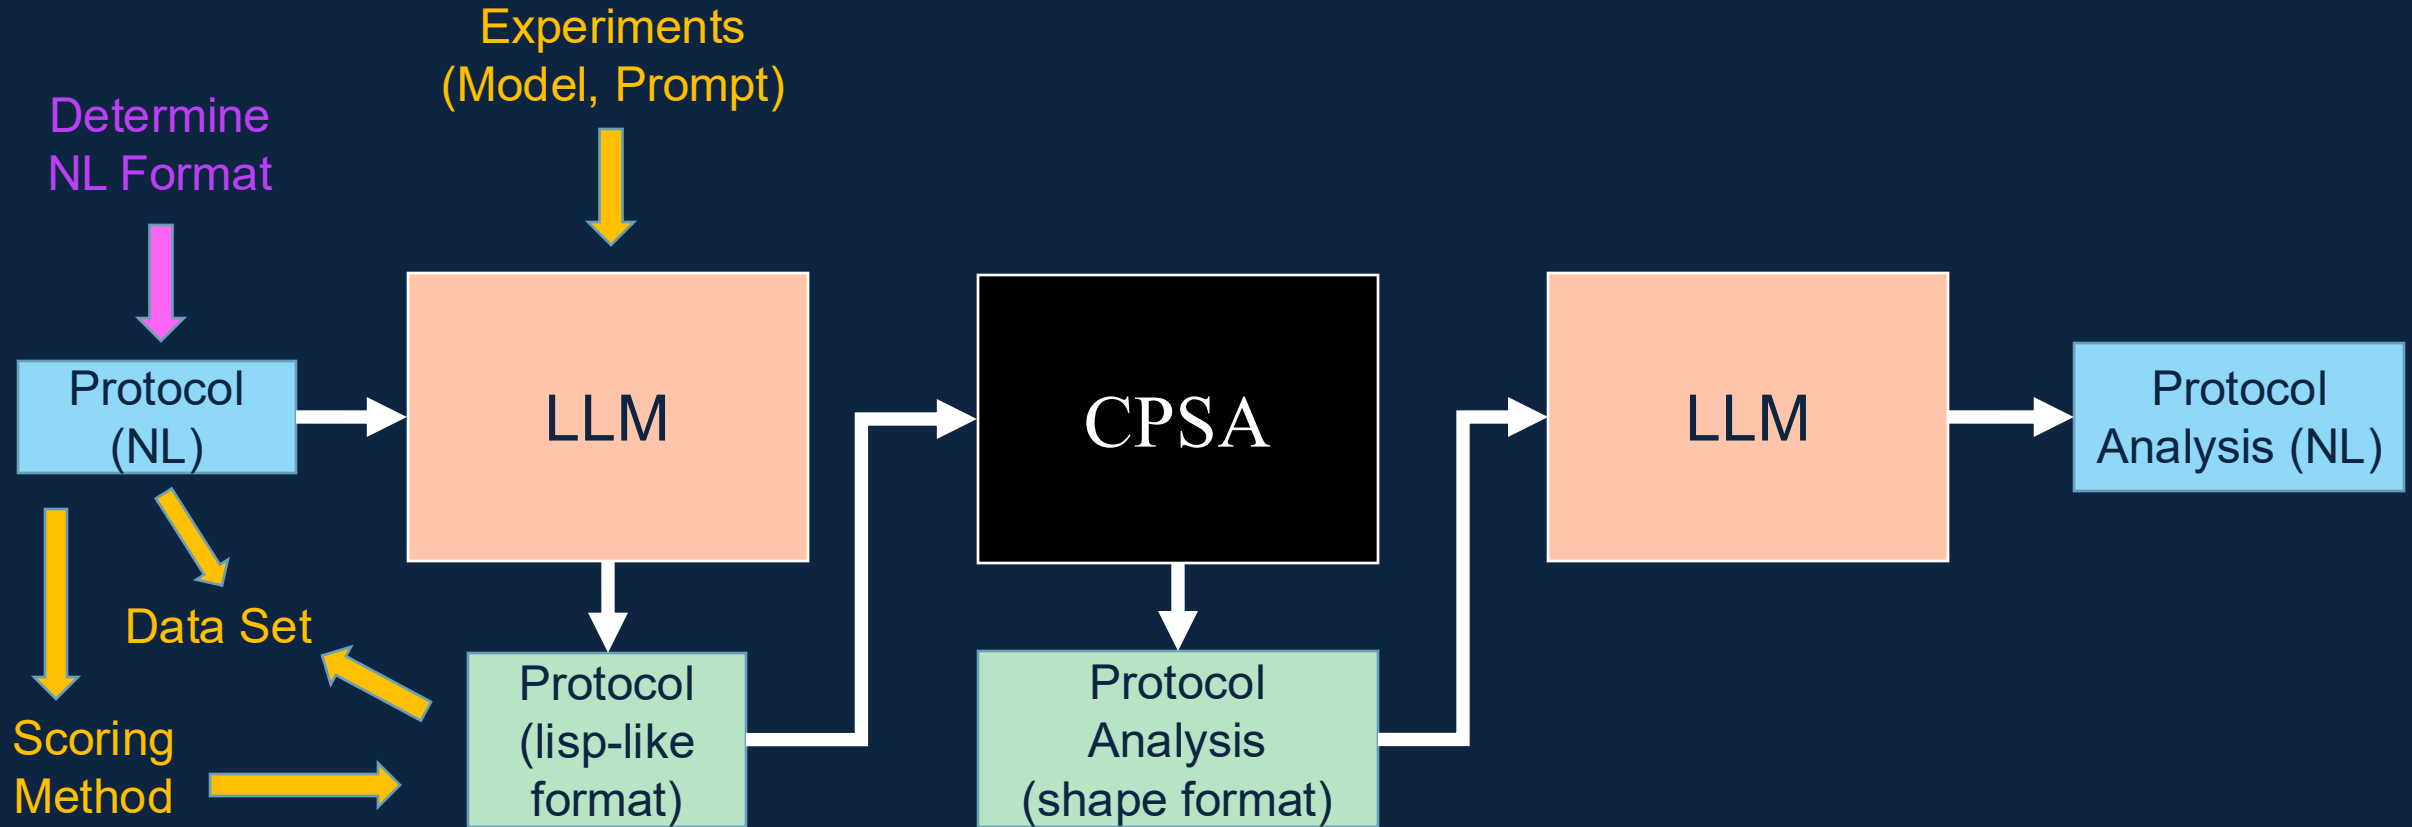 Experiments
(Model, Prompt)
Determine
NL Format
Protocol
(NL)
LLM
CPSA
LLM
Protocol
Analysis (NL)
Data Set
Scoring
Method
Protocol
(lisp-like
format)
Protocol
Analysis
(shape format)